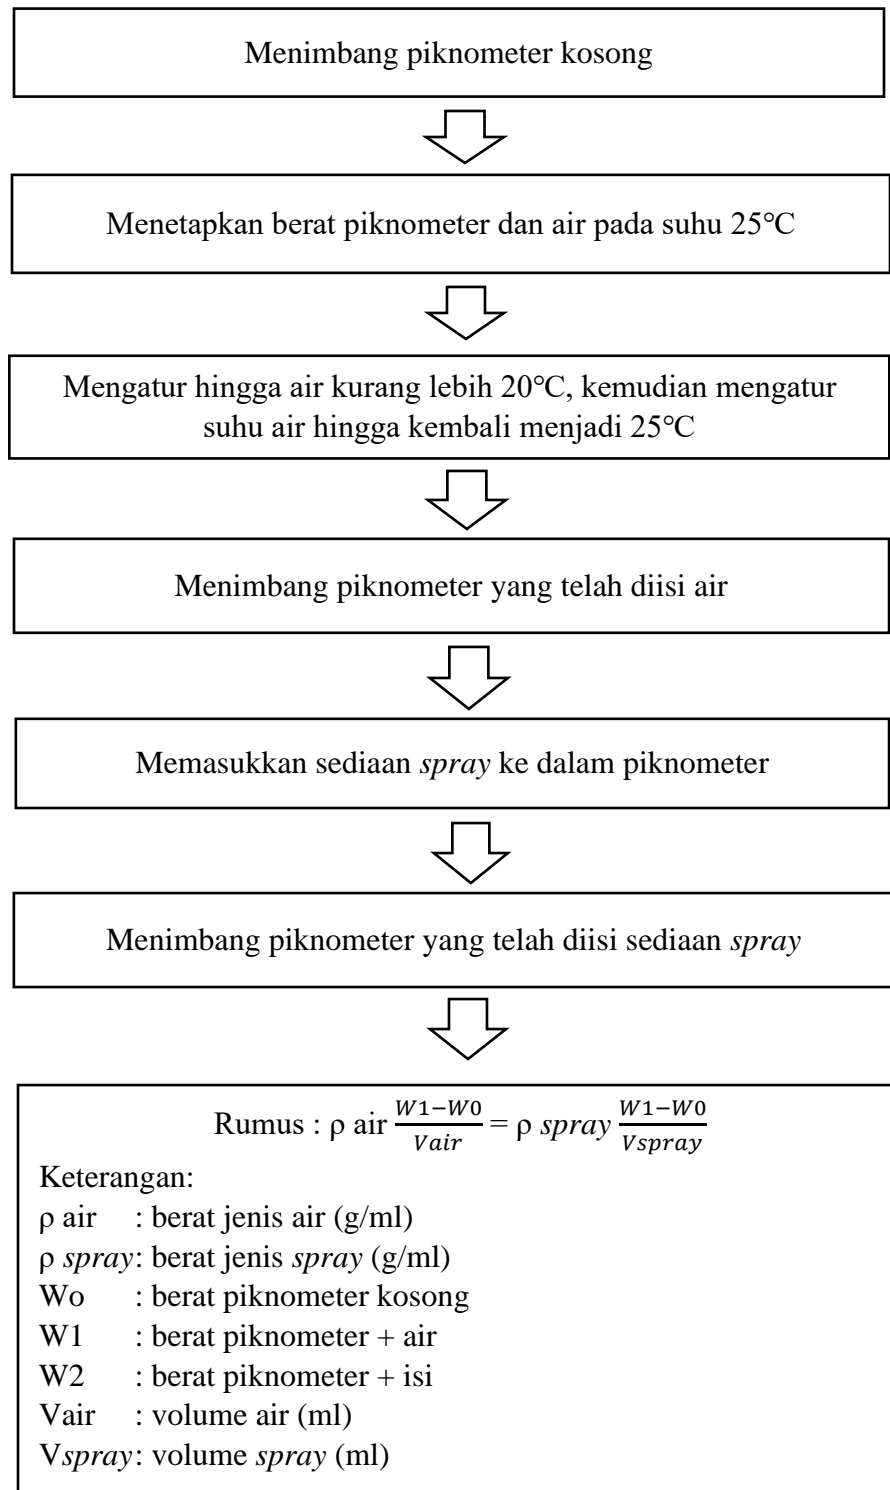 Menimbang piknometer kosong
Menetapkan berat piknometer dan air pada suhu 25℃
Mengatur hingga air kurang lebih 20℃, kemudian mengatur
suhu air hingga kembali menjadi 25℃
Menimbang piknometer yang telah diisi air
Memasukkan sediaan spray ke dalam piknometer
Menimbang piknometer yang telah diisi sediaan spray
Rumus : ρ air \frac{W1−W0}{Vair} = ρ spray \frac{W1−W0}{Vspray}
Keterangan:
ρ air : berat jenis air (g/ml)
ρ spray: berat jenis spray (g/ml)
Wo : berat piknometer kosong
W1 : berat piknometer + air
W2 : berat piknometer + isi
Vair : volume air (ml)
Vspray: volume spray (ml)